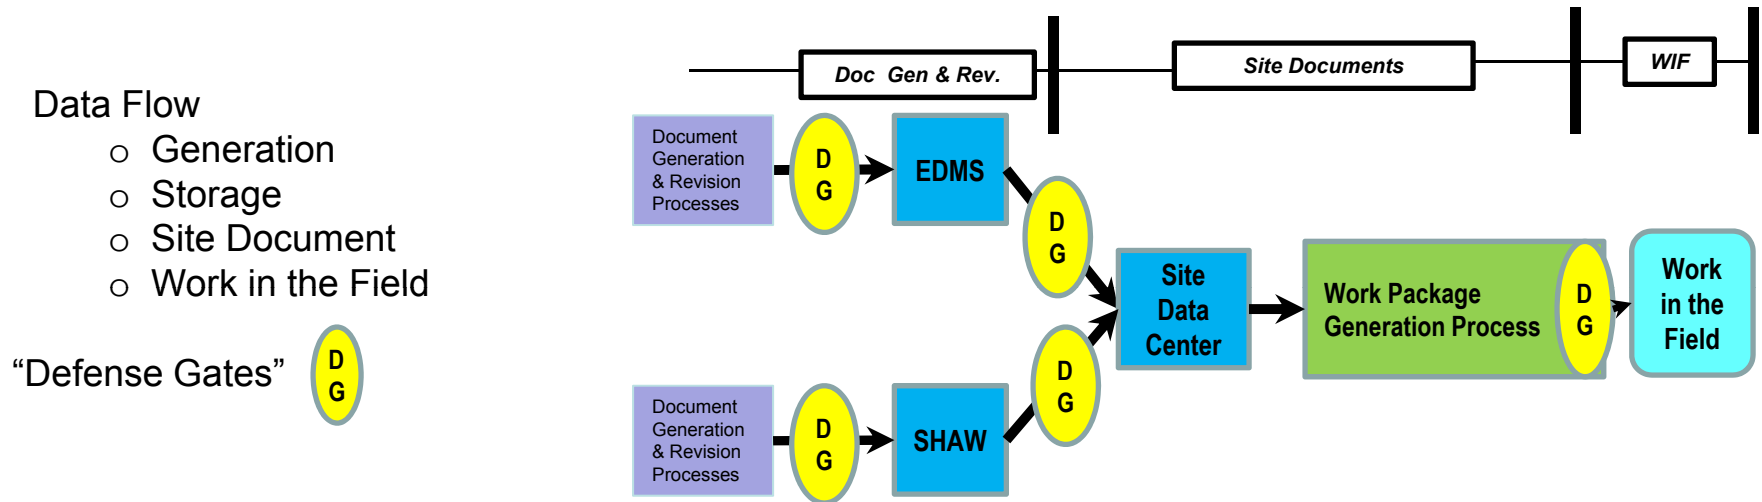 Data Flow
o Generation
o Storage
o Site Document
o Work in the Field
“Defense Gates”
D
G
Doc Gen & Rev.
Site Documents
WIF
Document
Generation
& Revision
Processes
D
G
EDMS
D
G
Document
Generation
& Revision
Processes
D
G
SHAW
D
G
Site
Data
Center
Work Package
Generation Process
D
G
Work
in the
Field